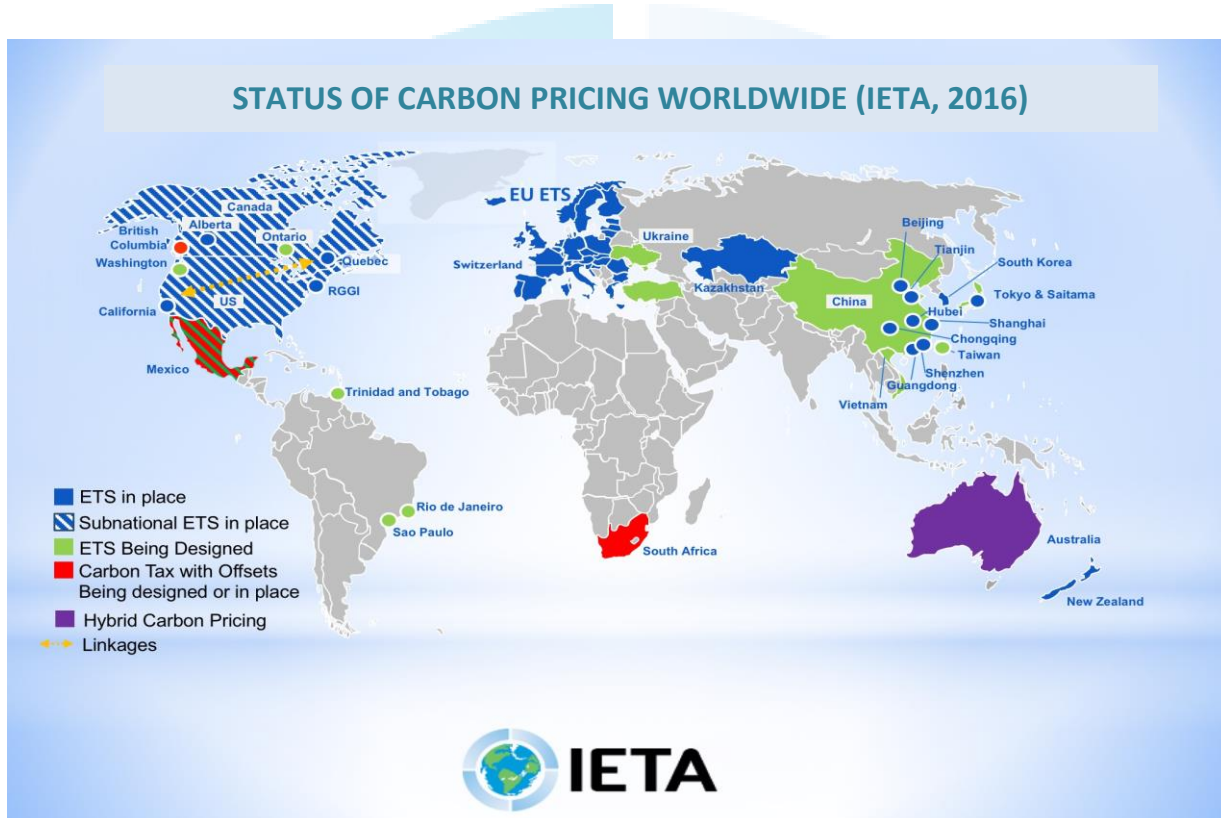 STATUS OF CARBON PRICING WORLDWIDE (IETA, 2016)
EU ETS
Canada
British
Columbia
Alberta
Ontario
Washington
Quebec
US
RGGI
California
Mexico
Switzerland
Ukraine
Kazakhstan
Beijing
Tianjin
South Korea
China
Tokyo & Saitama
Hubei
Shanghai
Chongqing
Taiwan
Shenzhen
Guangdong
Vietnam
Trinidad and Tobago
Rio de Janeiro
Sao Paulo
South Africa
Australia
New Zealand
ETS in place
Subnational ETS in place
ETS Being Designed
Carbon Tax with Offsets
Being designed or in place
Hybrid Carbon Pricing
Linkages
IETA